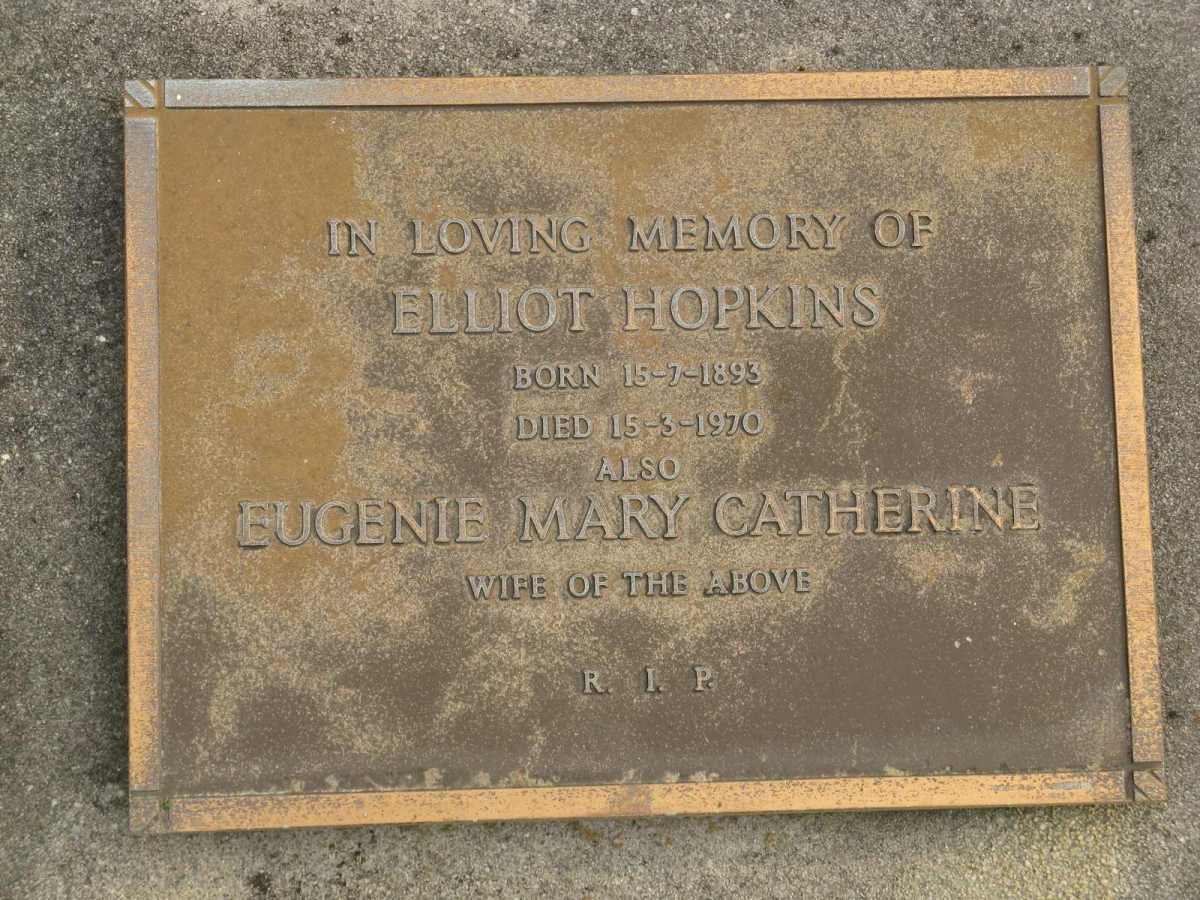 IN LOVING MEMORY OF
ELLIOT HOPKINS
BORN 15-7-1893
DIED 15-3-1970
ALSO
EUGENIE MARY CATHERINE
WIFE OF THE ABOVE
R. I. P.